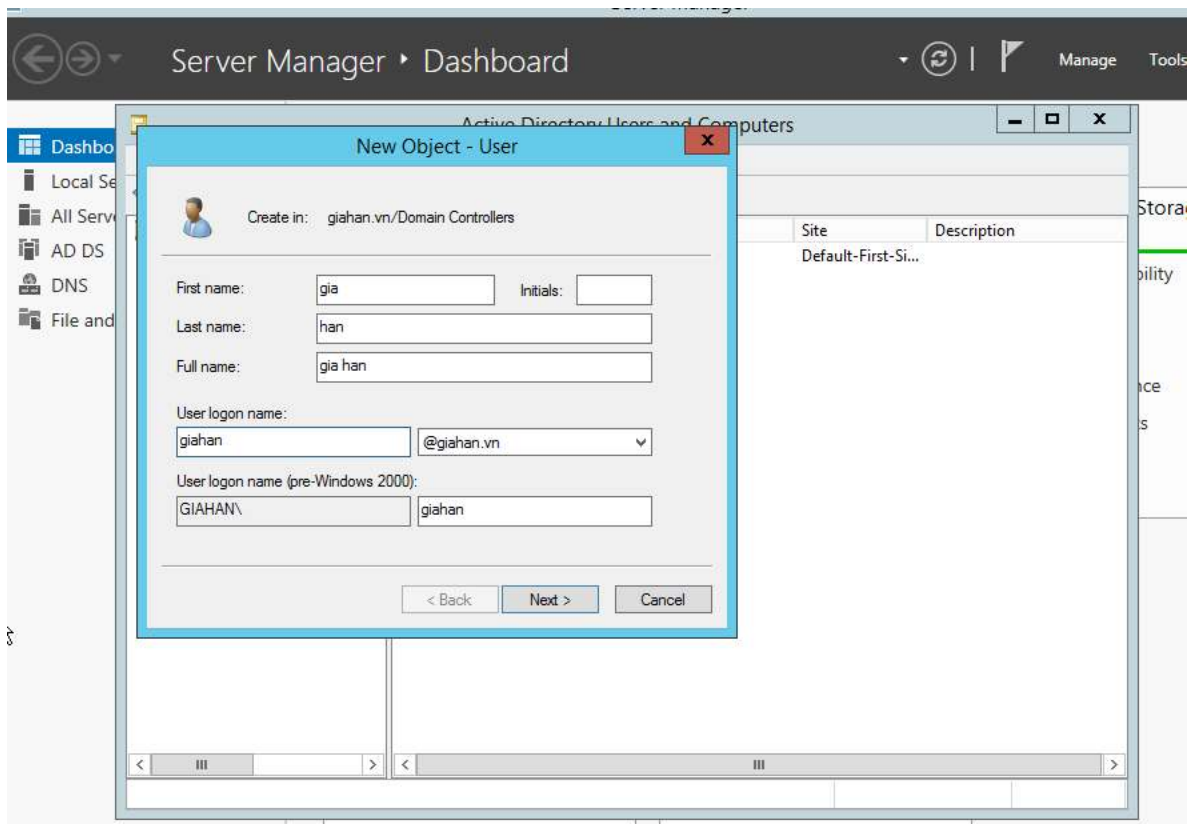 Server Manager
Server Manager ‣ Dashboard
Manage
Tools
Active Directory Users and Computers
New Object - User
X
X
Dashbo
Local Se
All Serv
AD DS
DNS
File and
Create in: giahan.vn/Domain Controllers
First name: gia
Initials:
Last name: han
Full name: gia han
User logon name:
giahan @giahan.vn
User logon name (pre-Windows 2000):
GIAHAN\ giahan
< Back Next > Cancel
Site Description
Default-First-Si...
Stora
bility
nce
s